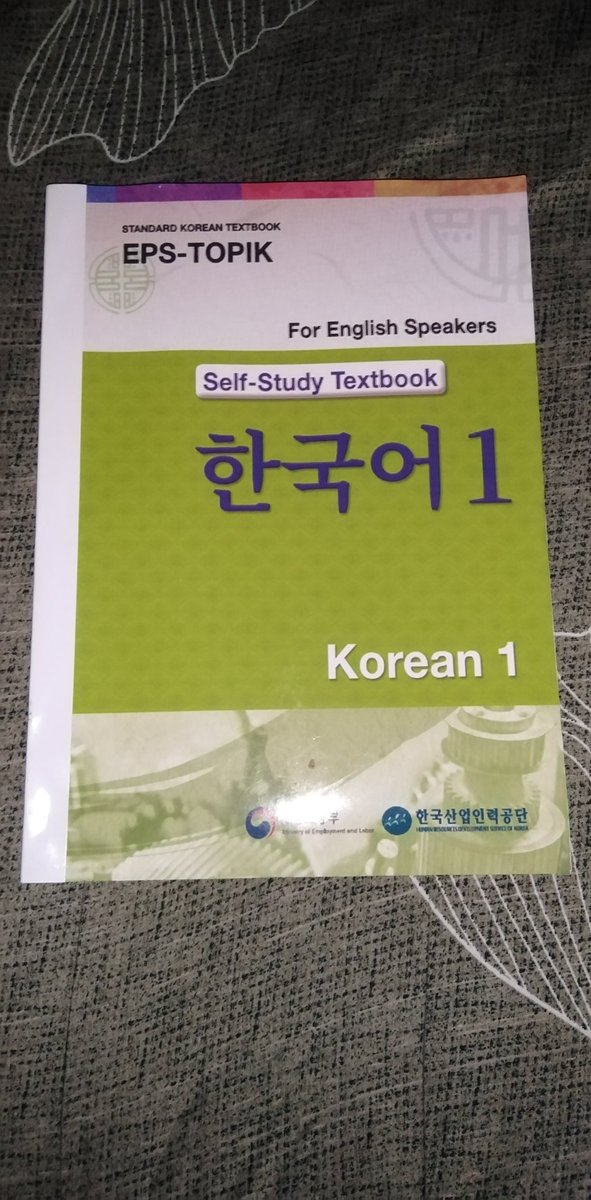 STANDARD KOREAN TEXTBOOK
EPS-TOPIK
For English Speakers
Self-Study Textbook
한국어 1
Korean 1
부
Ministry of Employment and Labor
한국산업인력공단
HUMAN RESOURCES DEVELOPMENT SERVICE OF KOREA